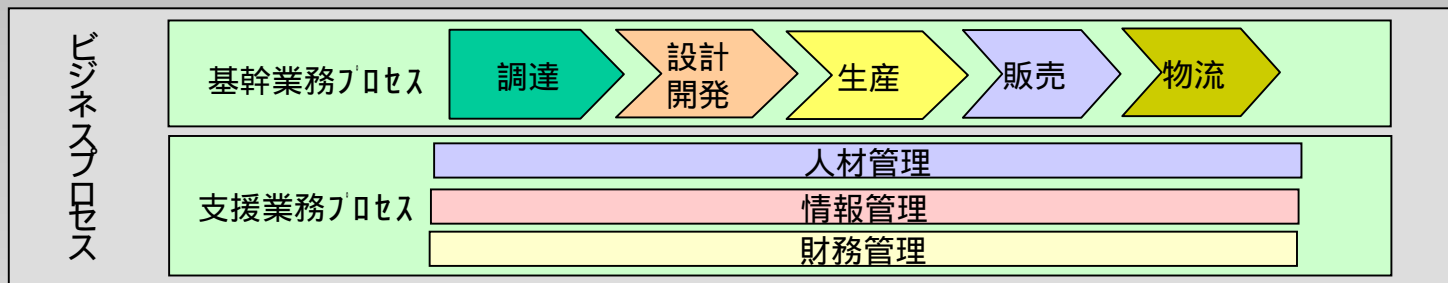 ビジネスプロセス
基幹業務ﾌﾟﾛｾｽ
調達
設計
開発
生産
販売
物流
支援業務ﾌﾟﾛｾｽ
人材管理
情報管理
財務管理